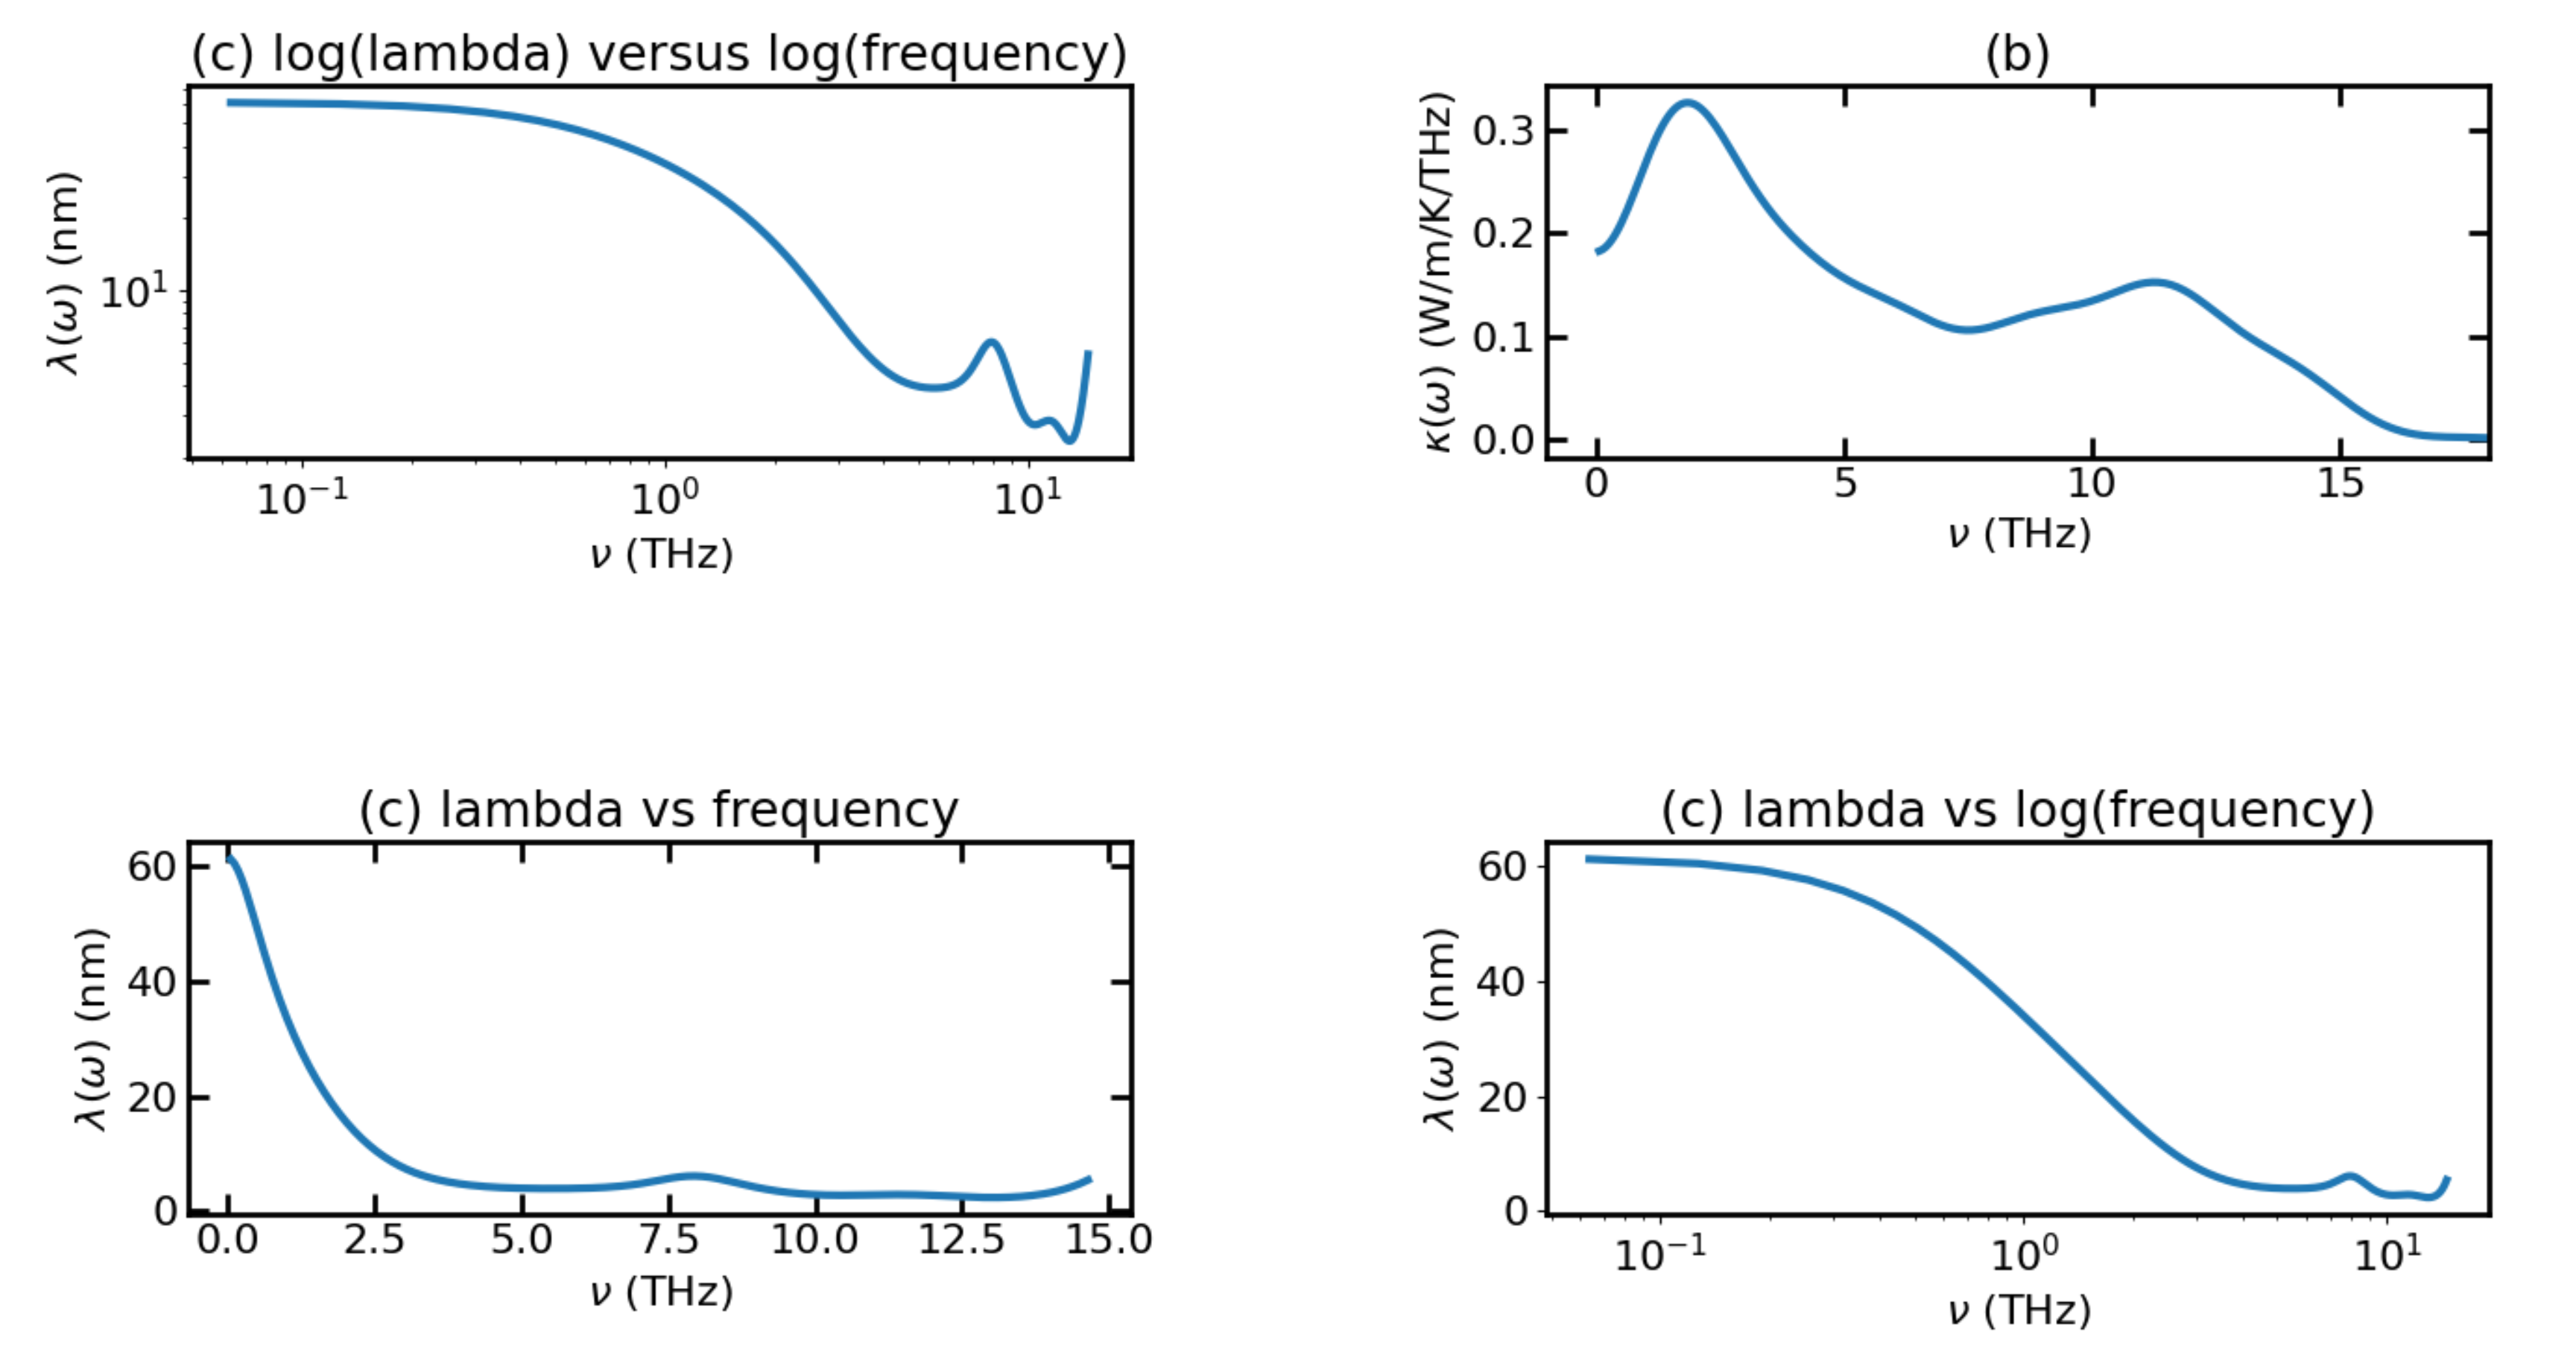 (c) log(lambda) versus log(frequency)
λ(ω) (nm)
10¹
10⁻¹ 10⁰ 10¹
ν (THz)
(b)
κ(ω) (W/m/K/THz)
0.3
0.2
0.1
0.0
0 5 10 15
ν (THz)
(c) lambda vs frequency
λ(ω) (nm)
60
40
20
0
0.0 2.5 5.0 7.5 10.0 12.5 15.0
ν (THz)
(c) lambda vs log(frequency)
λ(ω) (nm)
60
40
20
0
10⁻¹ 10⁰ 10¹
ν (THz)